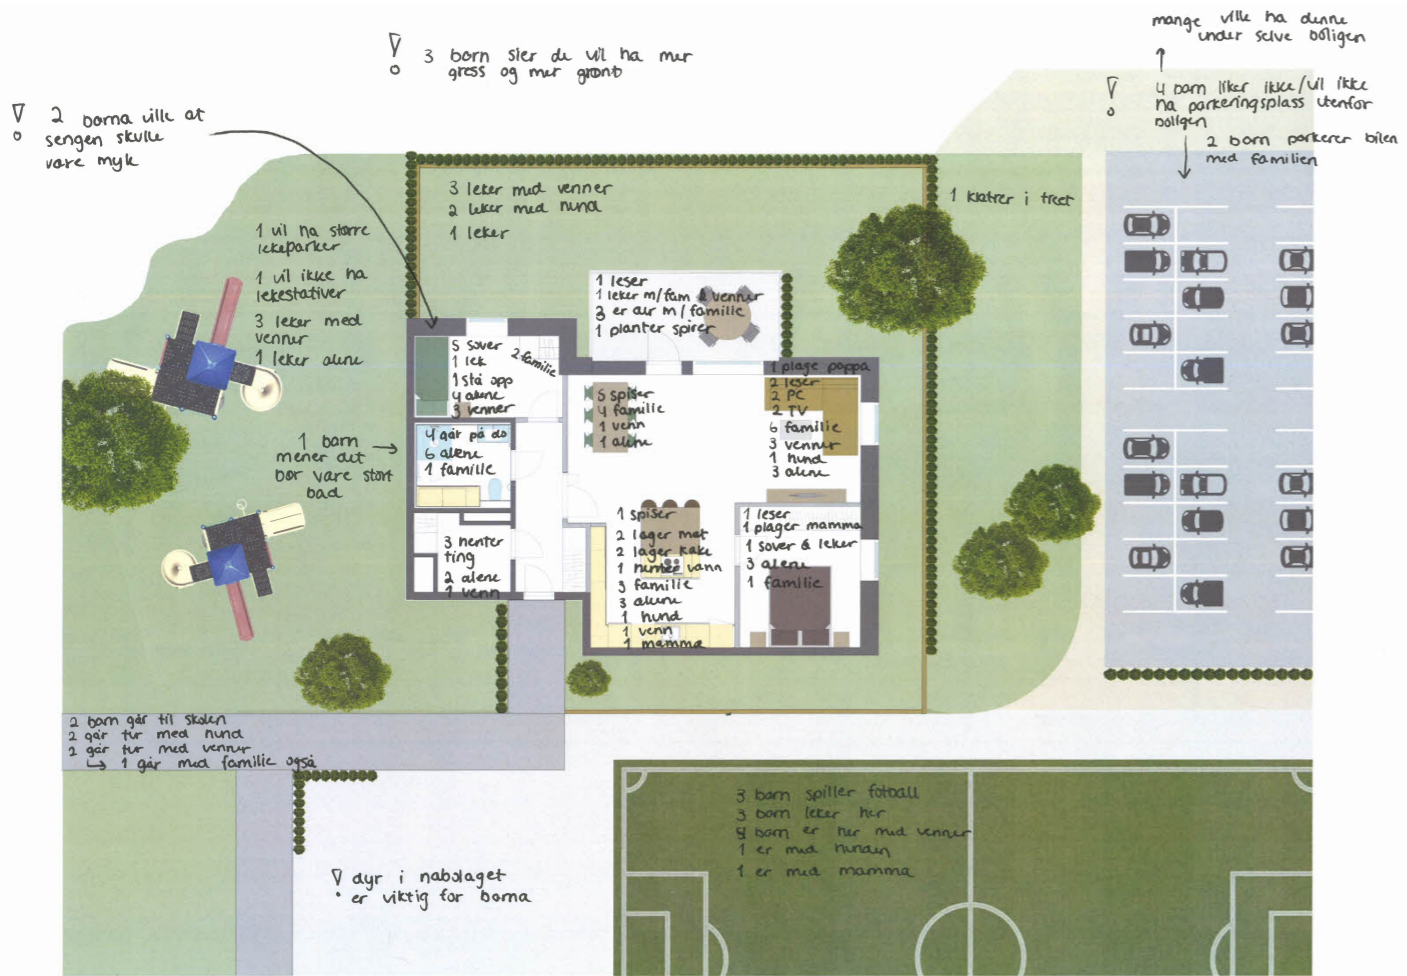 mange ville ha denne
under selve boligen
3 barn sier de vil ha mer
gress og mer grønt
4 barn liker ikke/vil ikke
ha parkeringsplass utenfor
boligen
2 barn parkerer bilen
med familien
2 barna ville at
sengen skulle
være myk
3 leker med venner
2 leker med hund
1 leker
1 klatrer i treet
1 vil ha større
lekeparker
1 vil ikke ha
lekestativer
3 leker med
venner
1 leker alene
1 leser
1 leker m/fam & venner
3 er der m/familie
1 planter spirer
5 sover
1 lek
1 stå opp
4 alene
3 venner
2 familie
5 spiser
4 familie
1 venn
1 alene
1 plage pappa
2 leser
2 PC
2 TV
6 familie
3 venner
1 hund
3 alene
1 barn
mener det
bør være stort
bad
4 går på do
6 alene
1 familie
3 henter
ting
2 alene
1 venn
1 spiser
2 lager mat
2 lager kake
1 henter vann
3 familie
3 alene
1 hund
1 venn
1 mamma
1 leser
1 plager mamma
1 sover & leker
3 alene
1 familie
2 barn går til skolen
2 går tur med hund
2 går tur med venner
↳ 1 går med familie også
3 barn spiller fotball
3 barn leker her
barn er her med venner
1 er med hunden
1 er med mamma
! dyr i nabolaget
er viktig for barna